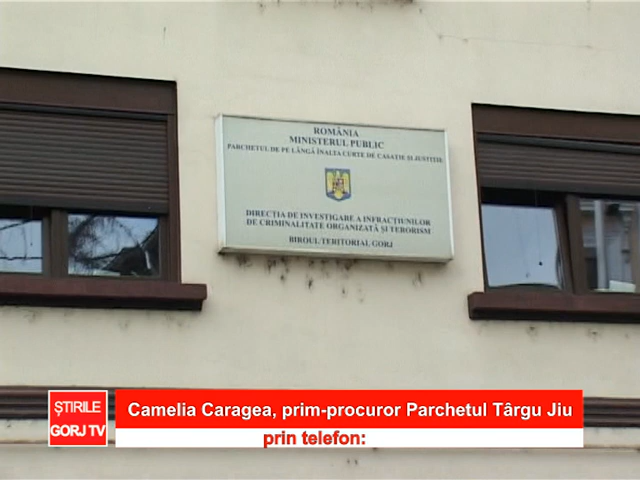 ROMÂNIA
MINISTERUL PUBLIC
PARCHETUL DE PE LÂNGĂ ÎNALTA CURTE DE CASAȚIE ȘI JUSTIȚIE
DIRECȚIA DE INVESTIGARE A INFRACȚIUNILOR
DE CRIMINALITATE ORGANIZATĂ ȘI TERORISM
BIROUL TERITORIAL GORJ
ȘTIRILE
GORJ TV
Camelia Caragea, prim-procuror Parchetul Târgu Jiu
prin telefon: